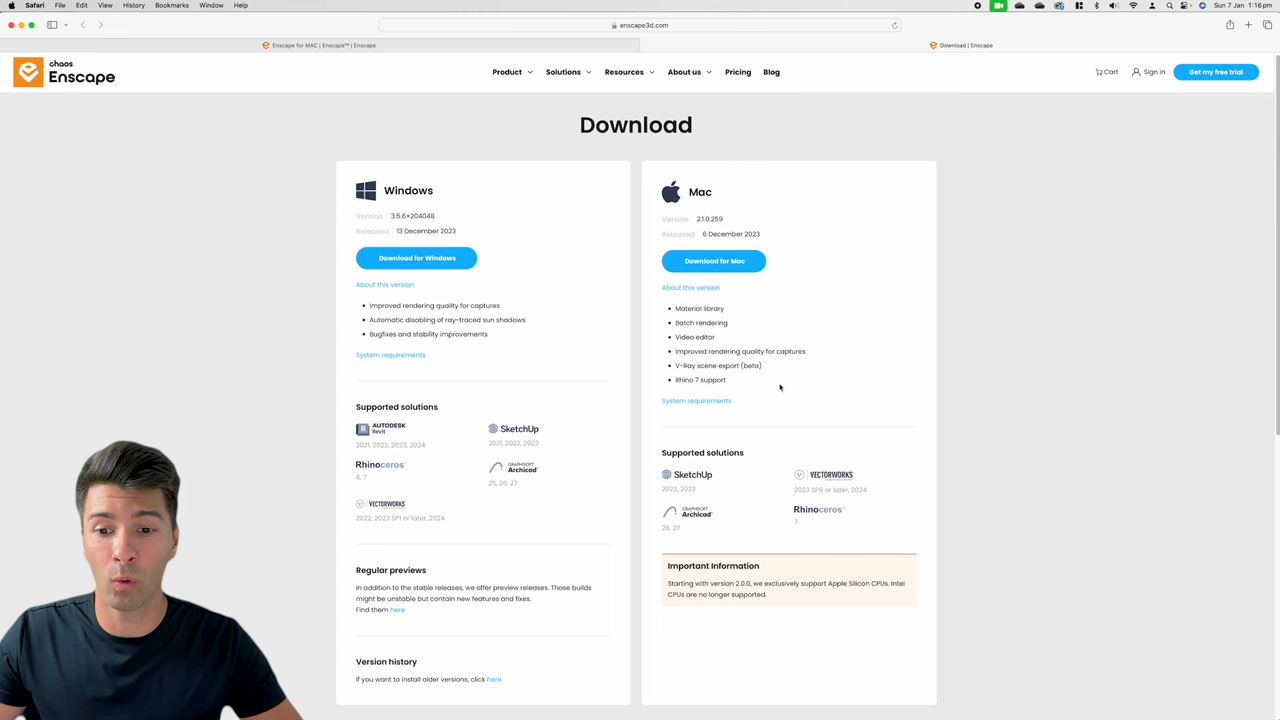 Safari File Edit View History Bookmarks Window Help
Sun 7 Jan 1:16 pm
enscape3d.com
Enscape for MAC | Enscape™ | Enscape
Download | Enscape
chaos
Enscape
Product Solutions Resources About us Pricing Blog
Cart Sign in Get my free trial
Download
Windows
Version 3.5.6+204048
Released 13 December 2023
Download for Windows
About this version
• Improved rendering quality for captures
• Automatic disabling of ray-traced sun shadows
• Bugfixes and stability improvements
System requirements
Supported solutions
R AUTODESK
Revit
2021, 2022, 2023, 2024
SketchUp
2021, 2022, 2023
Rhinoceros
6, 7
GRAPHISOFT
Archicad
25, 26, 27
VECTORWORKS
2022, 2023 SP1 or later, 2024
Regular previews
In addition to the stable releases, we offer preview releases. Those builds
might be unstable but contain new features and fixes.
Find them here
Version history
If you want to install older versions, click here
Mac
Version 2.1.0.259
Released 6 December 2023
Download for Mac
About this version
• Material library
• Batch rendering
• Video editor
• Improved rendering quality for captures
• V-Ray scene export (beta)
• Rhino 7 support
System requirements
Supported solutions
SketchUp
2022, 2023
V VECTORWORKS
2023 SP6 or later, 2024
GRAPHISOFT
Archicad
26, 27
Rhinoceros
7
Important Information
Starting with version 2.0.0, we exclusively support Apple Silicon CPUs. Intel
CPUs are no longer supported.